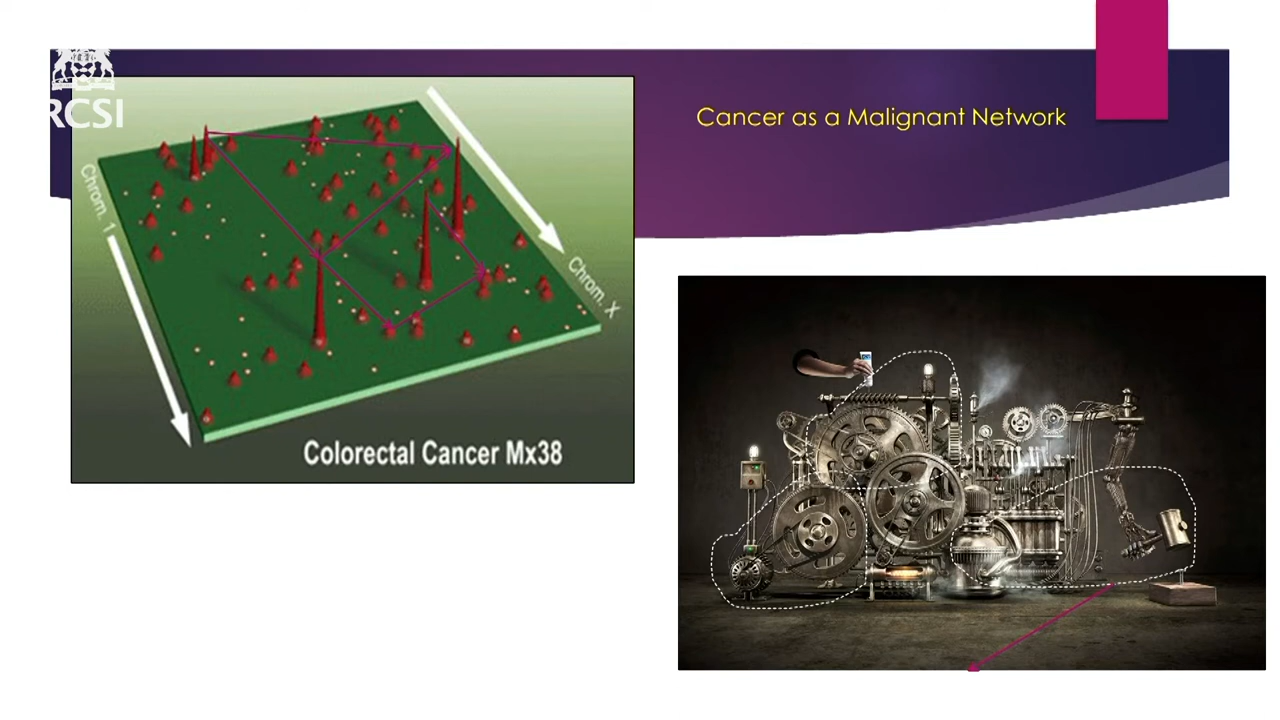 RCSI
Cancer as a Malignant Network
Chrom. 1
Chrom. X
Colorectal Cancer Mx38